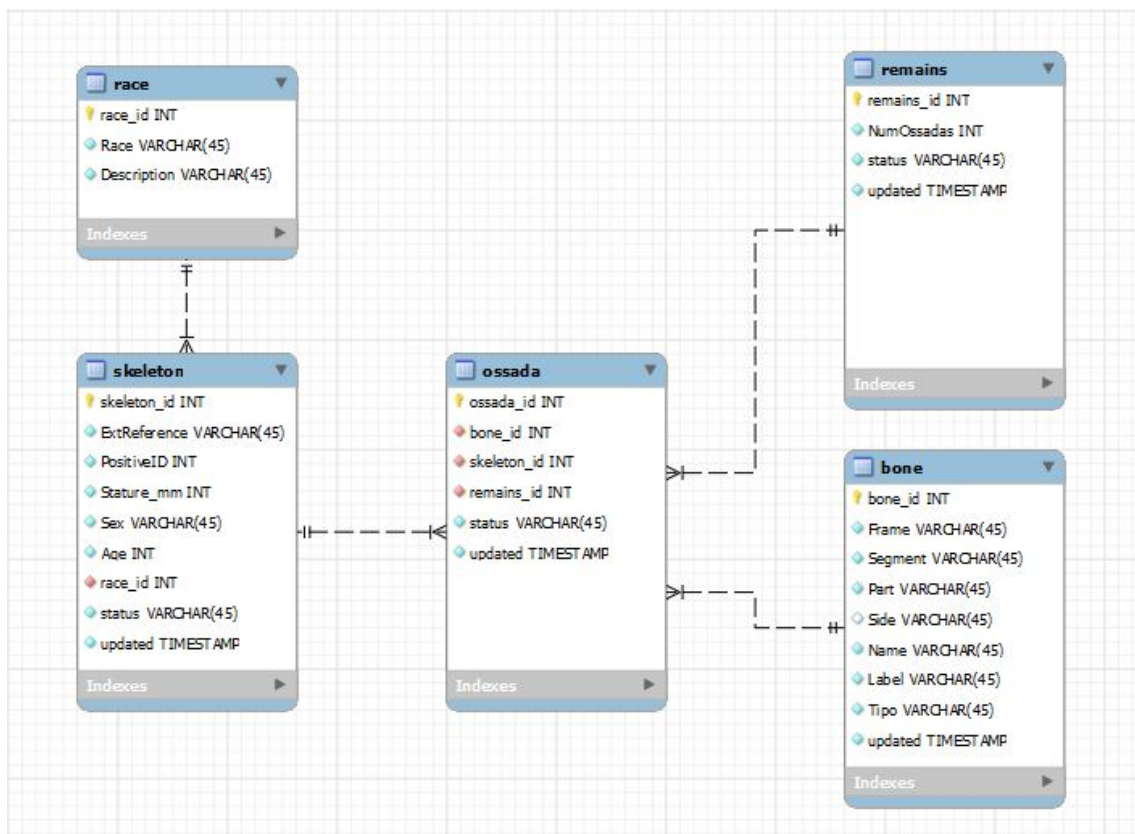 race
race_id INT
Race VARCHAR(45)
Description VARCHAR(45)
Indexes
skeleton
skeleton_id INT
ExtReference VARCHAR(45)
PositiveID INT
Stature_mm INT
Sex VARCHAR(45)
Age INT
race_id INT
status VARCHAR(45)
updated TIMESTAMP
Indexes
ossada
ossada_id INT
bone_id INT
skeleton_id INT
remains_id INT
status VARCHAR(45)
updated TIMESTAMP
Indexes
remains
remains_id INT
NumOssadas INT
status VARCHAR(45)
updated TIMESTAMP
Indexes
bone
bone_id INT
Frame VARCHAR(45)
Segment VARCHAR(45)
Part VARCHAR(45)
Side VARCHAR(45)
Name VARCHAR(45)
Label VARCHAR(45)
Tipo VARCHAR(45)
updated TIMESTAMP
Indexes